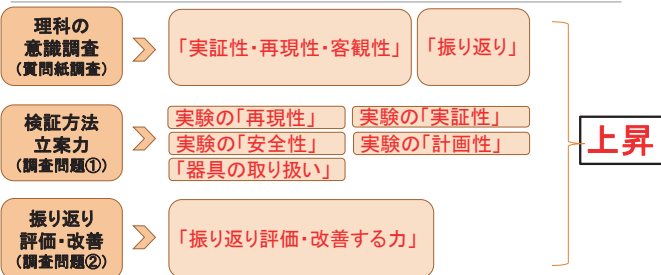 理科の
意識調査
(質問紙調査)
「実証性・再現性・客観性」
「振り返り」
検証方法
立案力
(調査問題①)
実験の「再現性」
実験の「実証性」
実験の「安全性」
実験の「計画性」
「器具の取り扱い」
振り返り
評価・改善
(調査問題②)
「振り返り評価・改善する力」
上昇